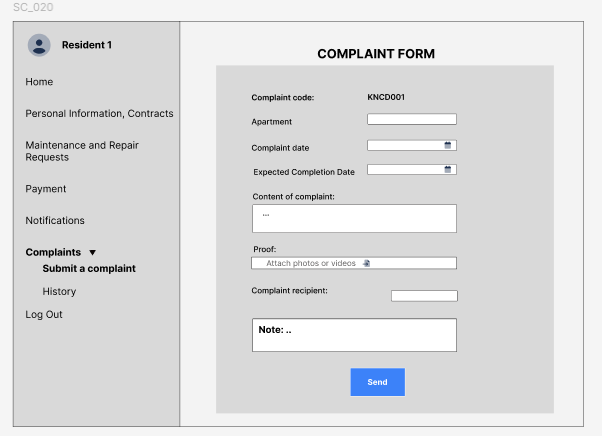 SC_020
Resident 1
Home
Personal Information, Contracts
Maintenance and Repair
Requests
Payment
Notifications
Complaints ▼
Submit a complaint
History
Log Out
COMPLAINT FORM
Complaint code: KNCD001
Apartment
Complaint date
Expected Completion Date
Content of complaint:
...
Proof:
Attach photos or videos
Complaint recipient:
Note: ..
Send